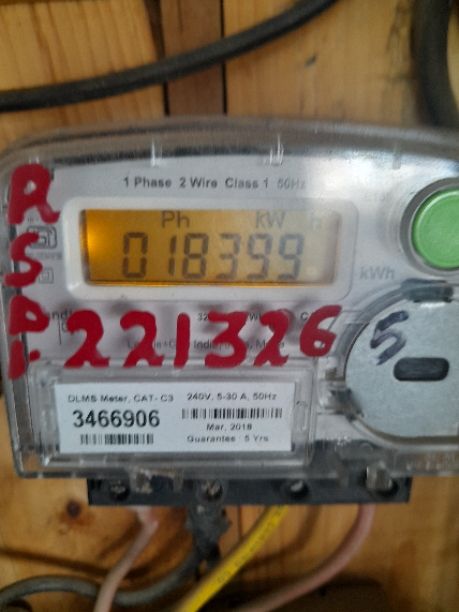 1 Phase 2 Wire Class 1 50Hz
Ph kW h
018399
kWh
R
S
D
221326
5
DLMS Meter, CAT- C3
240V, 5-30 A, 50Hz
3466906
Mar, 2018
Guarantee : 5 Yrs